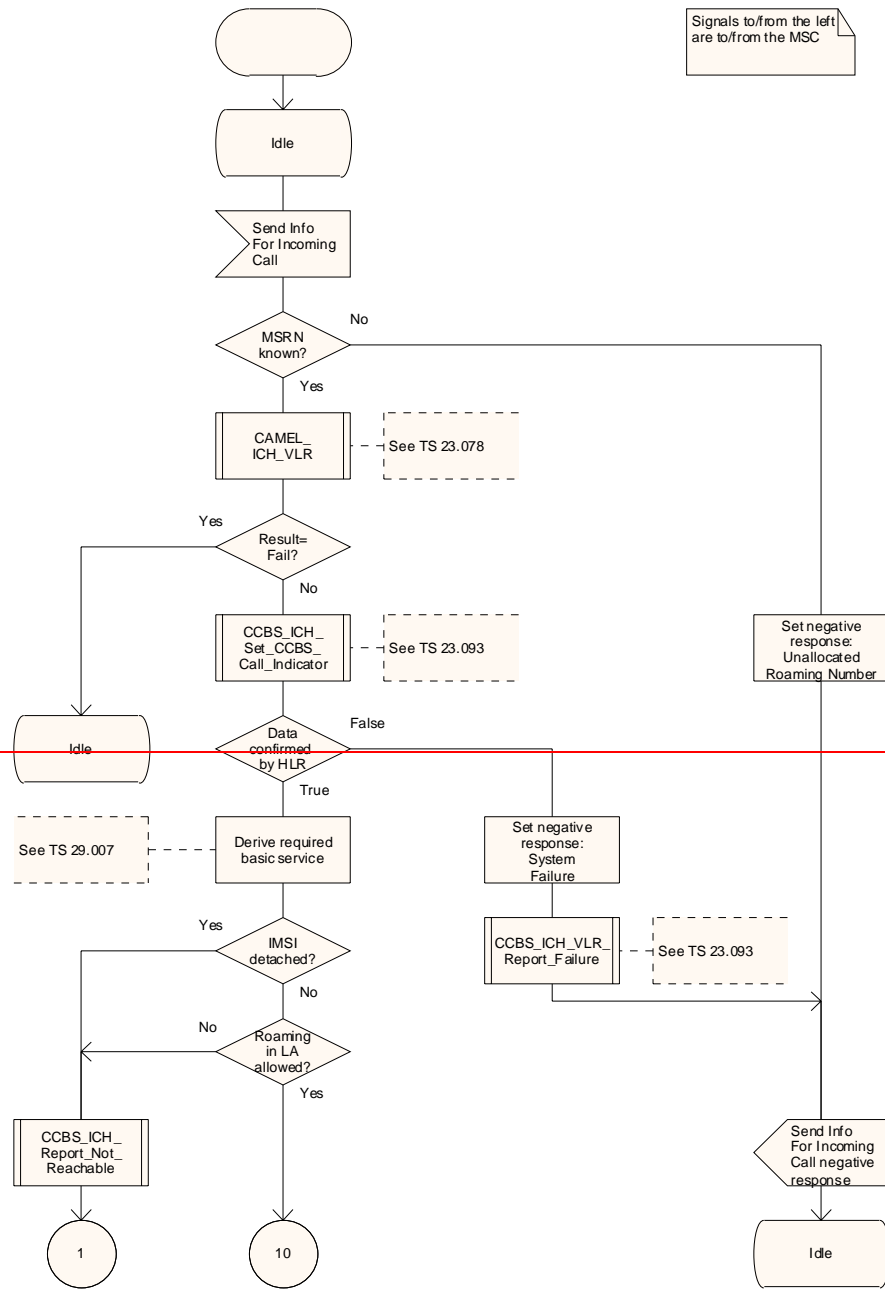 Signals to/from the left
are to/from the MSC
Idle
Send Info
For Incoming
Call
No
MSRN
known?
Yes
CAMEL_
ICH_VLR
See TS 23.078
Yes
Result=
Fail?
No
CCBS_ICH_
Set_CCBS_
Call_Indicator
See TS 23.093
Set negative
response:
Unallocated
Roaming Number
Idle
Data
confirmed
by HLR
False
True
See TS 29.007
Derive required
basic service
Set negative
response:
System
Failure
Yes
IMSI
detached?
No
CCBS_ICH_VLR_
Report_Failure
See TS 23.093
No
Roaming
in LA
allowed?
Yes
CCBS_ICH_
Report_Not_
Reachable
Send Info
For Incoming
Call negative
response
1
10
Idle